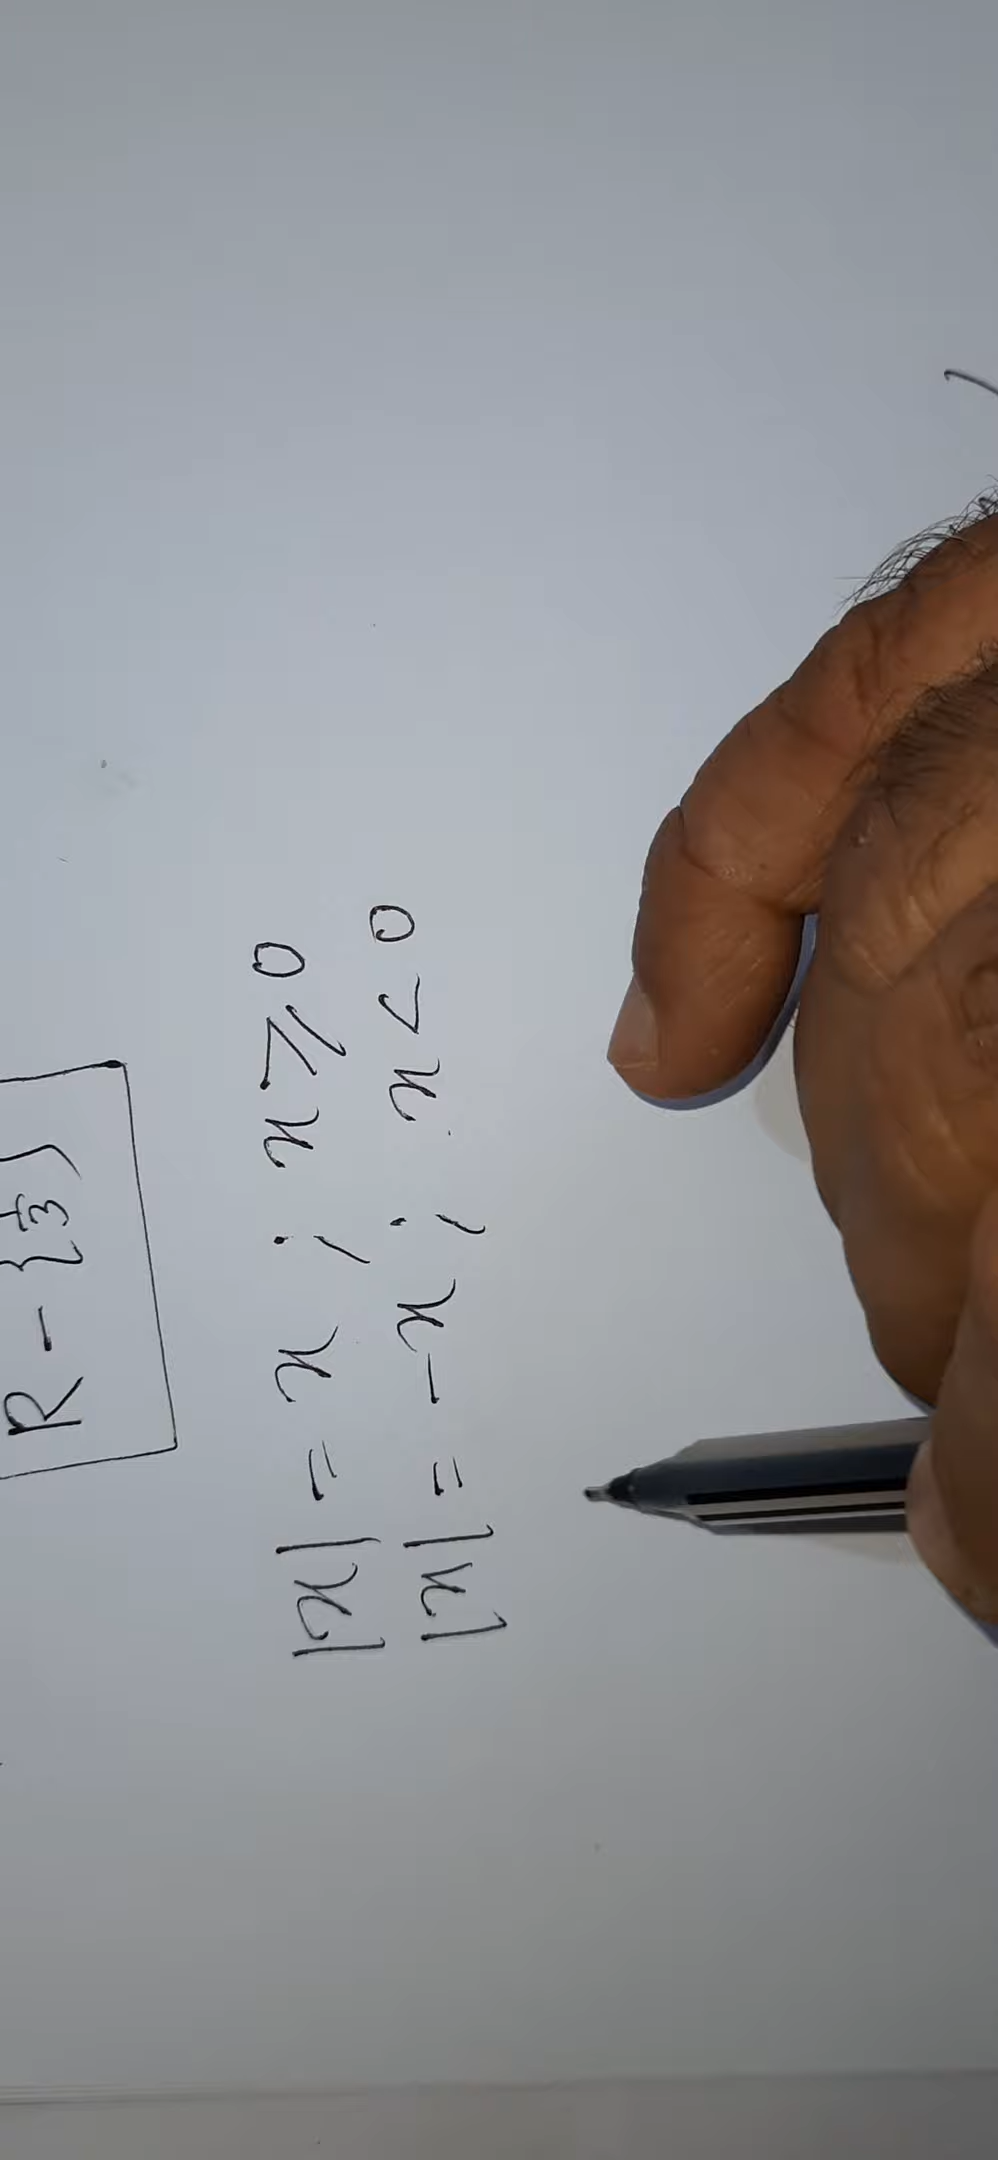 R - {1/3}
|x| = x ; x ≥ 0
|x| = -x ; x < 0